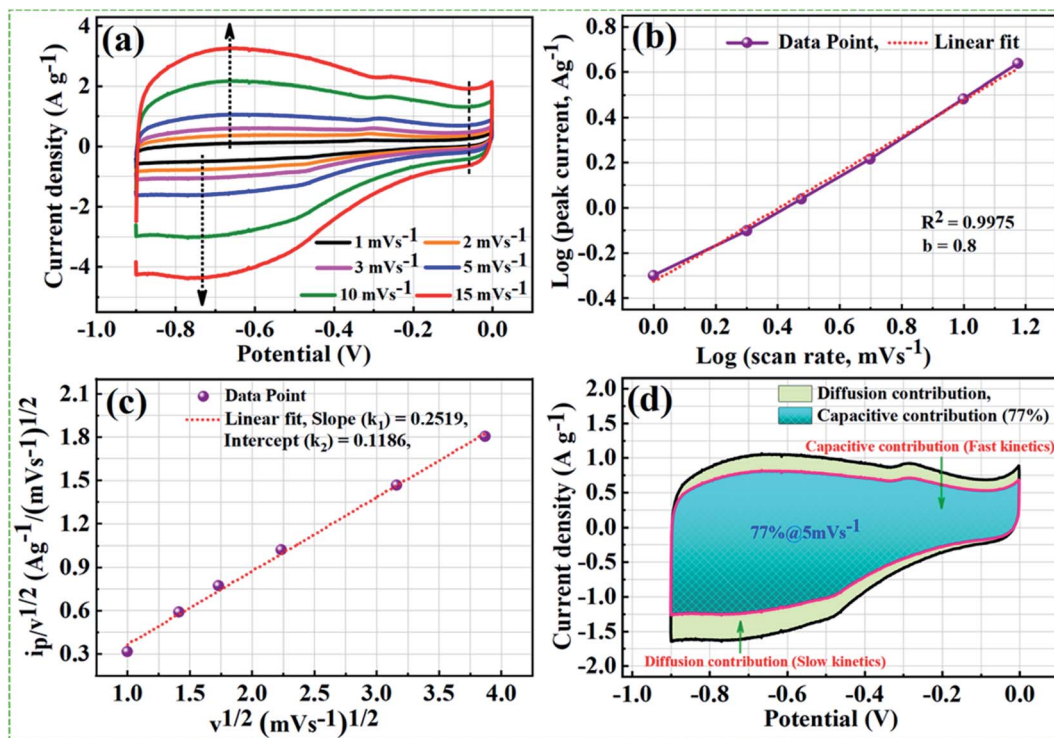 (a)
4
2
0
-2
-4
Current density (A g-1)
1 mVs-1
2 mVs-1
3 mVs-1
5 mVs-1
10 mVs-1
15 mVs-1
-1.0 -0.8 -0.6 -0.4 -0.2 0.0
Potential (V)
(b)
Data Point,
Linear fit
0.8
0.6
0.4
0.2
0.0
-0.2
-0.4
Log (peak current, Ag-1)
R2 = 0.9975
b = 0.8
0.0 0.2 0.4 0.6 0.8 1.0 1.2
Log (scan rate, mVs-1)
(c)
Data Point
Linear fit, Slope (k1) = 0.2519,
Intercept (k2) = 0.1186,
2.1
1.8
1.5
1.2
0.9
0.6
0.3
ip/v1/2 (Ag-1/(mVs-1)1/2
1.0 1.5 2.0 2.5 3.0 3.5 4.0
v1/2 (mVs-1)1/2
(d)
Diffusion contribution,
Capacitive contribution (77%)
Capacitive contribution (Fast kinetics)
77%@5mVs-1
Diffusion contribution (Slow kinetics)
2.0
1.5
1.0
0.5
0.0
-0.5
-1.0
-1.5
-2.0
Current density (A g-1)
-1.0 -0.8 -0.6 -0.4 -0.2 0.0
Potential (V)